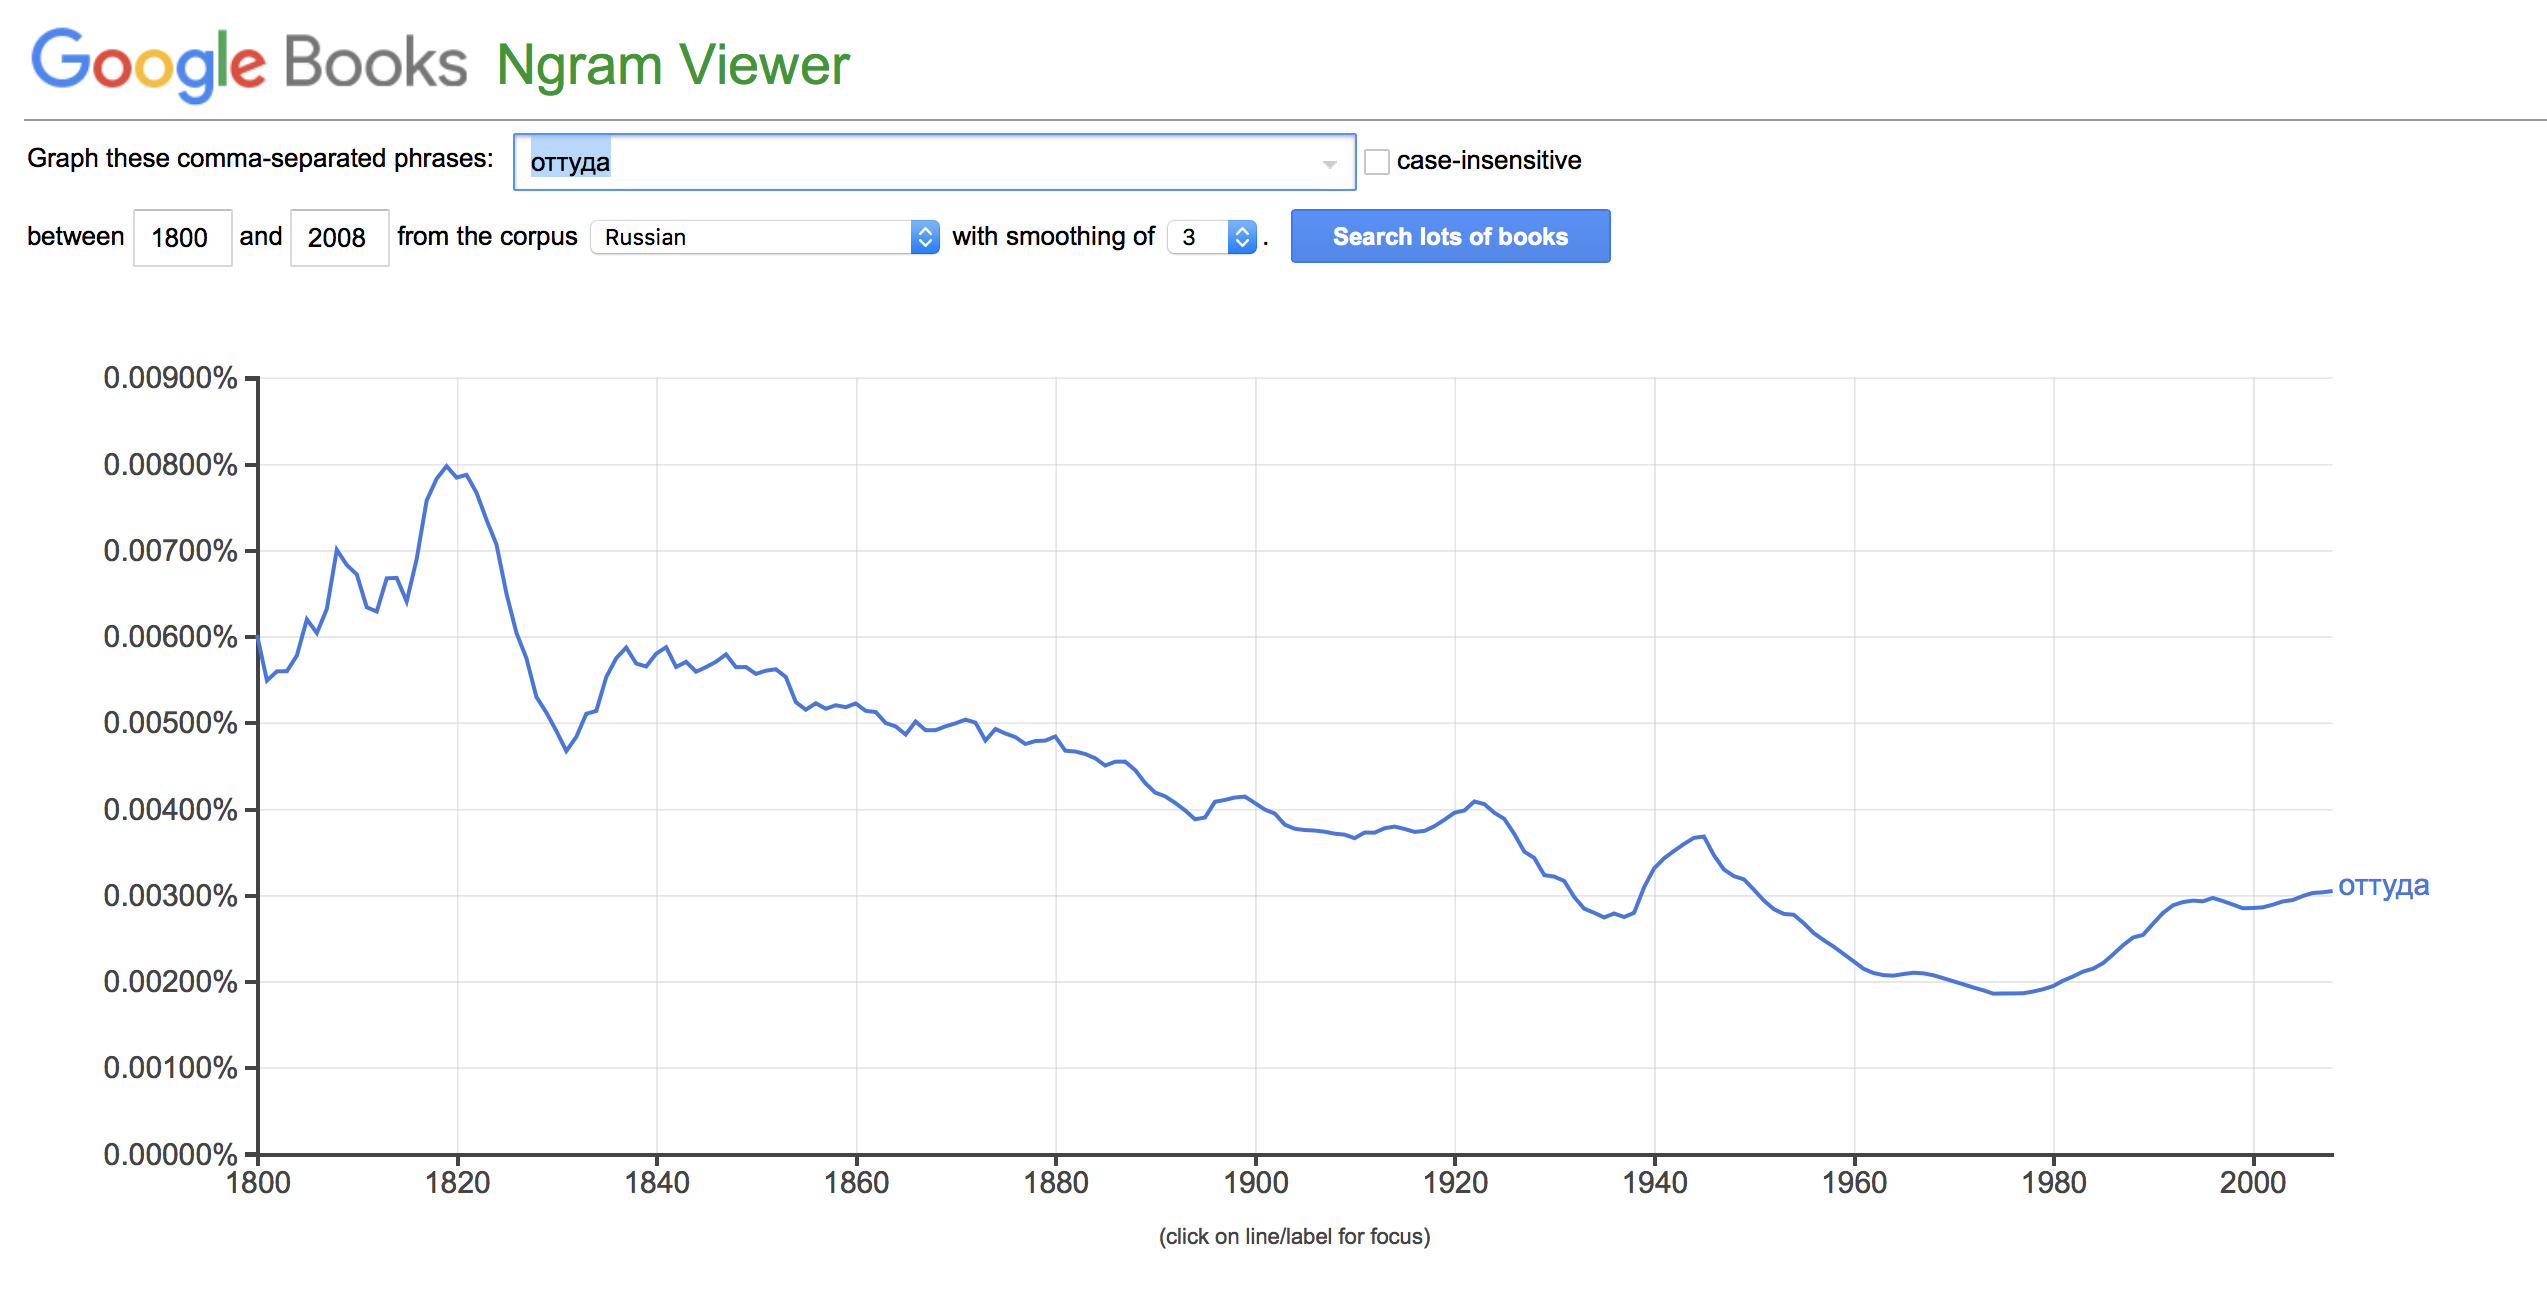 Google Books Ngram Viewer
Graph these comma-separated phrases: оттуда case-insensitive
between 1800 and 2008 from the corpus Russian with smoothing of 3 . Search lots of books
0.00900%
0.00800%
0.00700%
0.00600%
0.00500%
0.00400%
0.00300%
оттуда
0.00200%
0.00100%
0.00000%
1800 1820 1840 1860 1880 1900 1920 1940 1960 1980 2000
(click on line/label for focus)